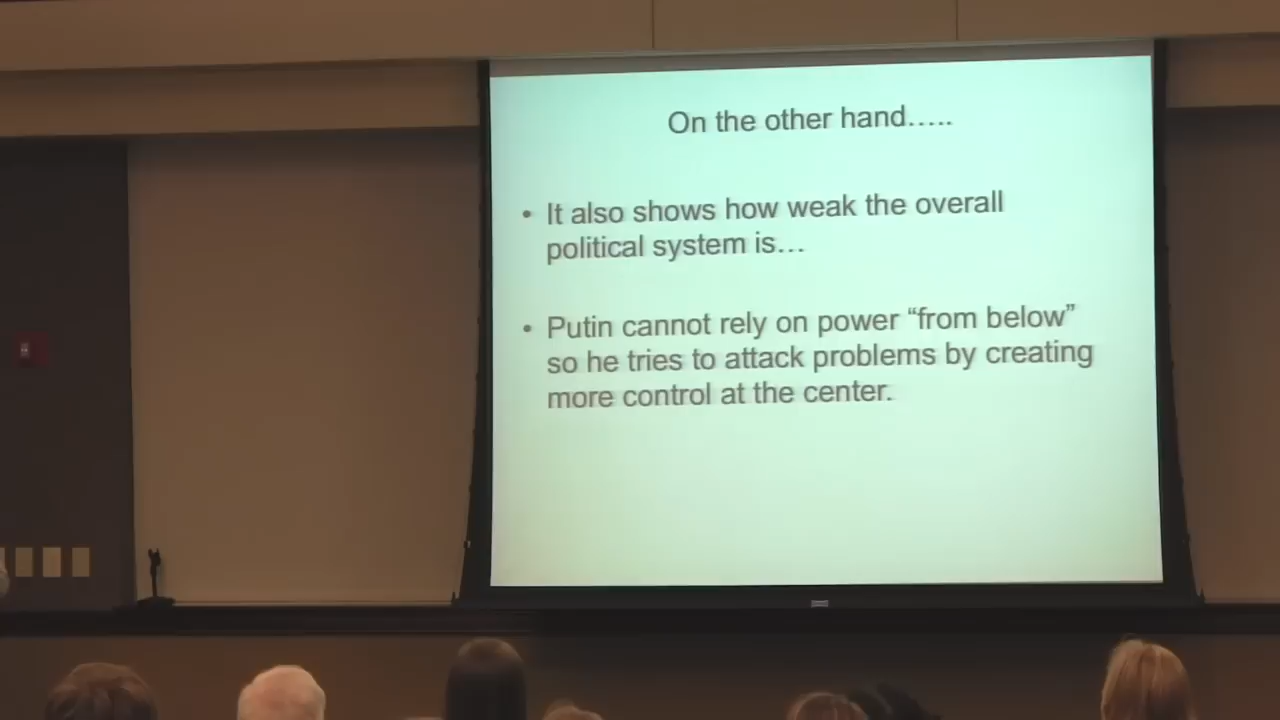 On the other hand…..
• It also shows how weak the overall
political system is…
• Putin cannot rely on power “from below”
so he tries to attack problems by creating
more control at the center.